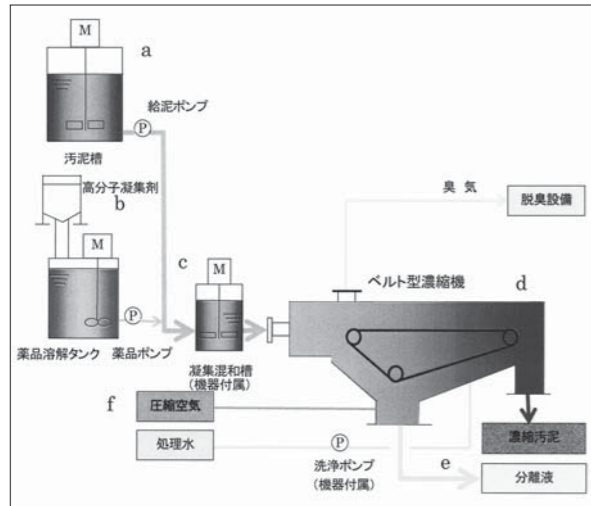 M
a
給泥ポンプ
P
汚泥槽
高分子凝集剤
b
M
P
薬品溶解タンク
薬品ポンプ
c
M
凝集混和槽
(機器付属)
臭 気
脱臭設備
ベルト型濃縮機
d
f
圧縮空気
処理水
P
洗浄ポンプ
(機器付属)
e
濃縮汚泥
分離液